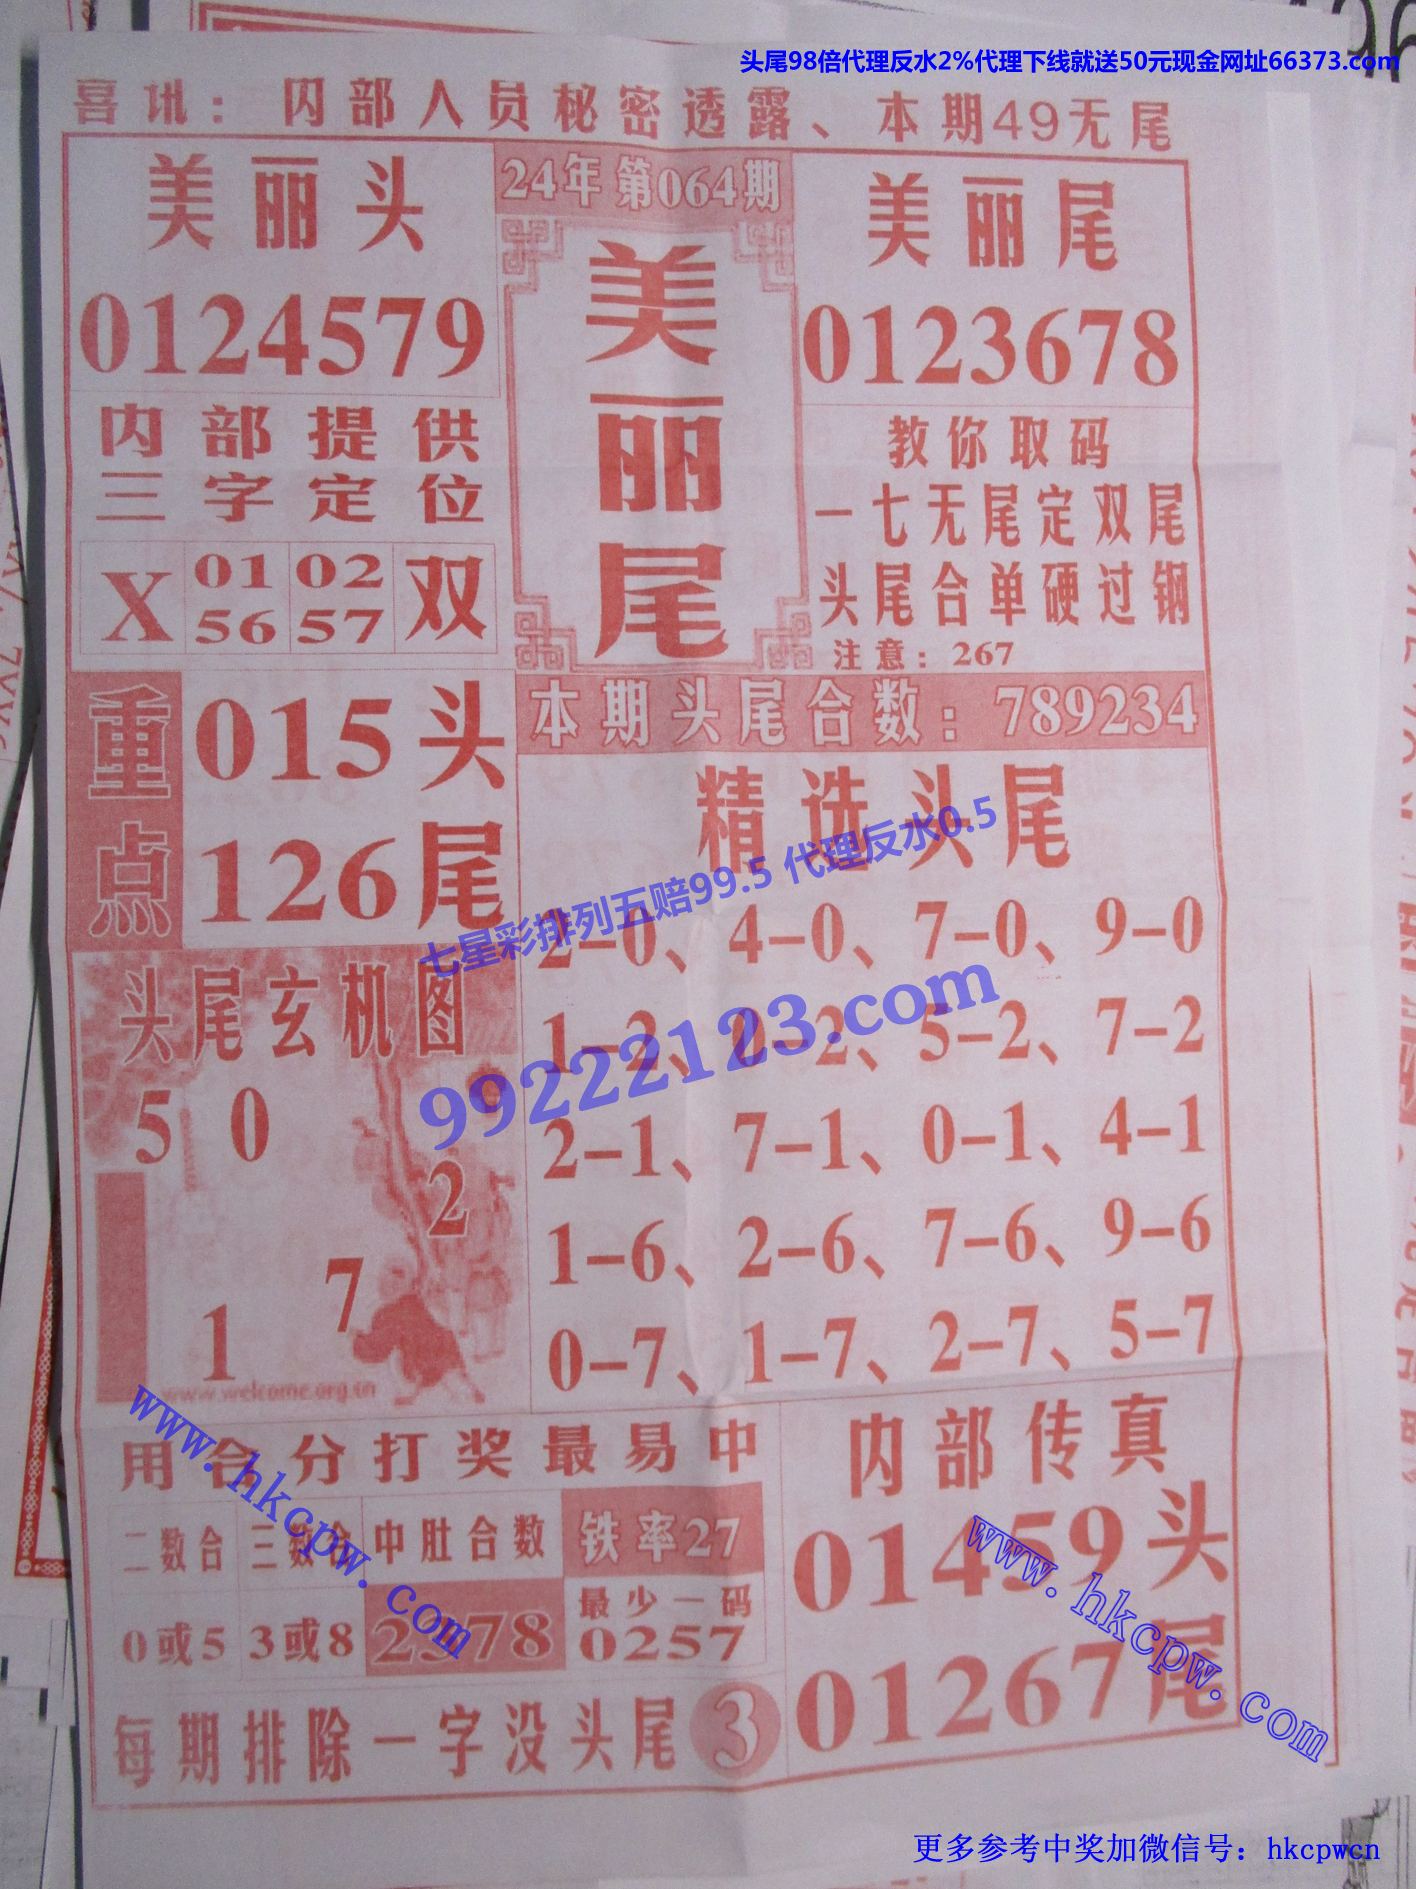 头尾98倍代理反水2%代理下线就送50元现金网址66373.com
喜讯：内部人员秘密透露、本期49无尾
美丽头
0124579
24年 第064期
美丽尾
美丽尾
0123678
内部提供
三字定位
X 01 02 双
56 57
教你取码
一七无尾定双尾
头尾合单硬过钢
注意：267
重点
015头
126尾
本期头尾合数：789234
精选头尾
2-0、4-0、7-0、9-0
1-2、0-2、5-2、7-2
2-1、7-1、0-1、4-1
1-6、2-6、7-6、9-6
0-7、1-7、2-7、5-7
七星彩排列五赔99.5 代理反水0.5
99222123.com
头尾玄机图
5 0
9
2
7
1
www.welcome.org.cn
用合分打奖最易中
二数合 三数合 中肚合数 铁率27
0或5 3或8 2378 最少一码
0257
每期排除一字没头尾 3
内部传真
01459头
01267尾
www.hkcpw.com
www.hkcpw.com
更多参考中奖加微信号：hkcpwcn